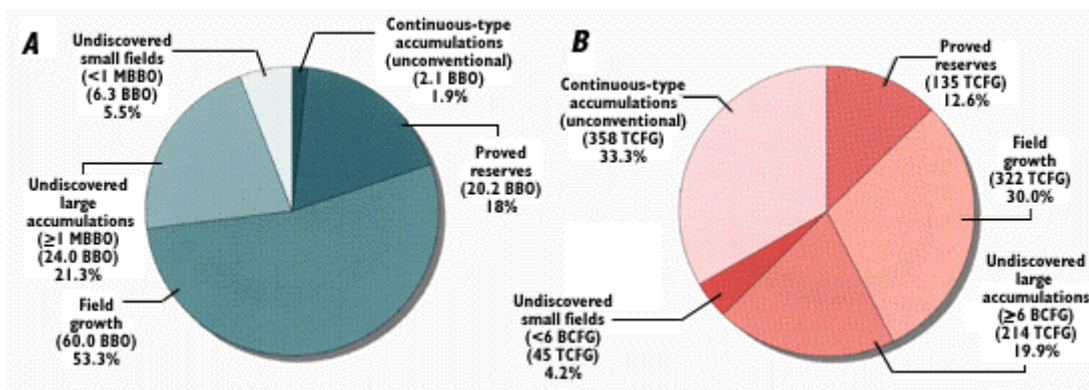 A
Undiscovered
small fields
(<1 MBBO)
(6.3 BBO)
5.5%
Continuous-type
accumulations
(unconventional)
(2.1 BBO)
1.9%
Proved
reserves
(20.2 BBO)
18%
Undiscovered
large
accumulations
(≥1 MBBO)
(24.0 BBO)
21.3%
Field
growth
(60.0 BBO)
53.3%
B
Proved
reserves
(135 TCFG)
12.6%
Continuous-type
accumulations
(unconventional)
(358 TCFG)
33.3%
Field
growth
(322 TCFG)
30.0%
Undiscovered
large
accumulations
(≥6 BCFG)
(214 TCFG)
19.9%
Undiscovered
small fields
(<6 BCFG)
(45 TCFG)
4.2%